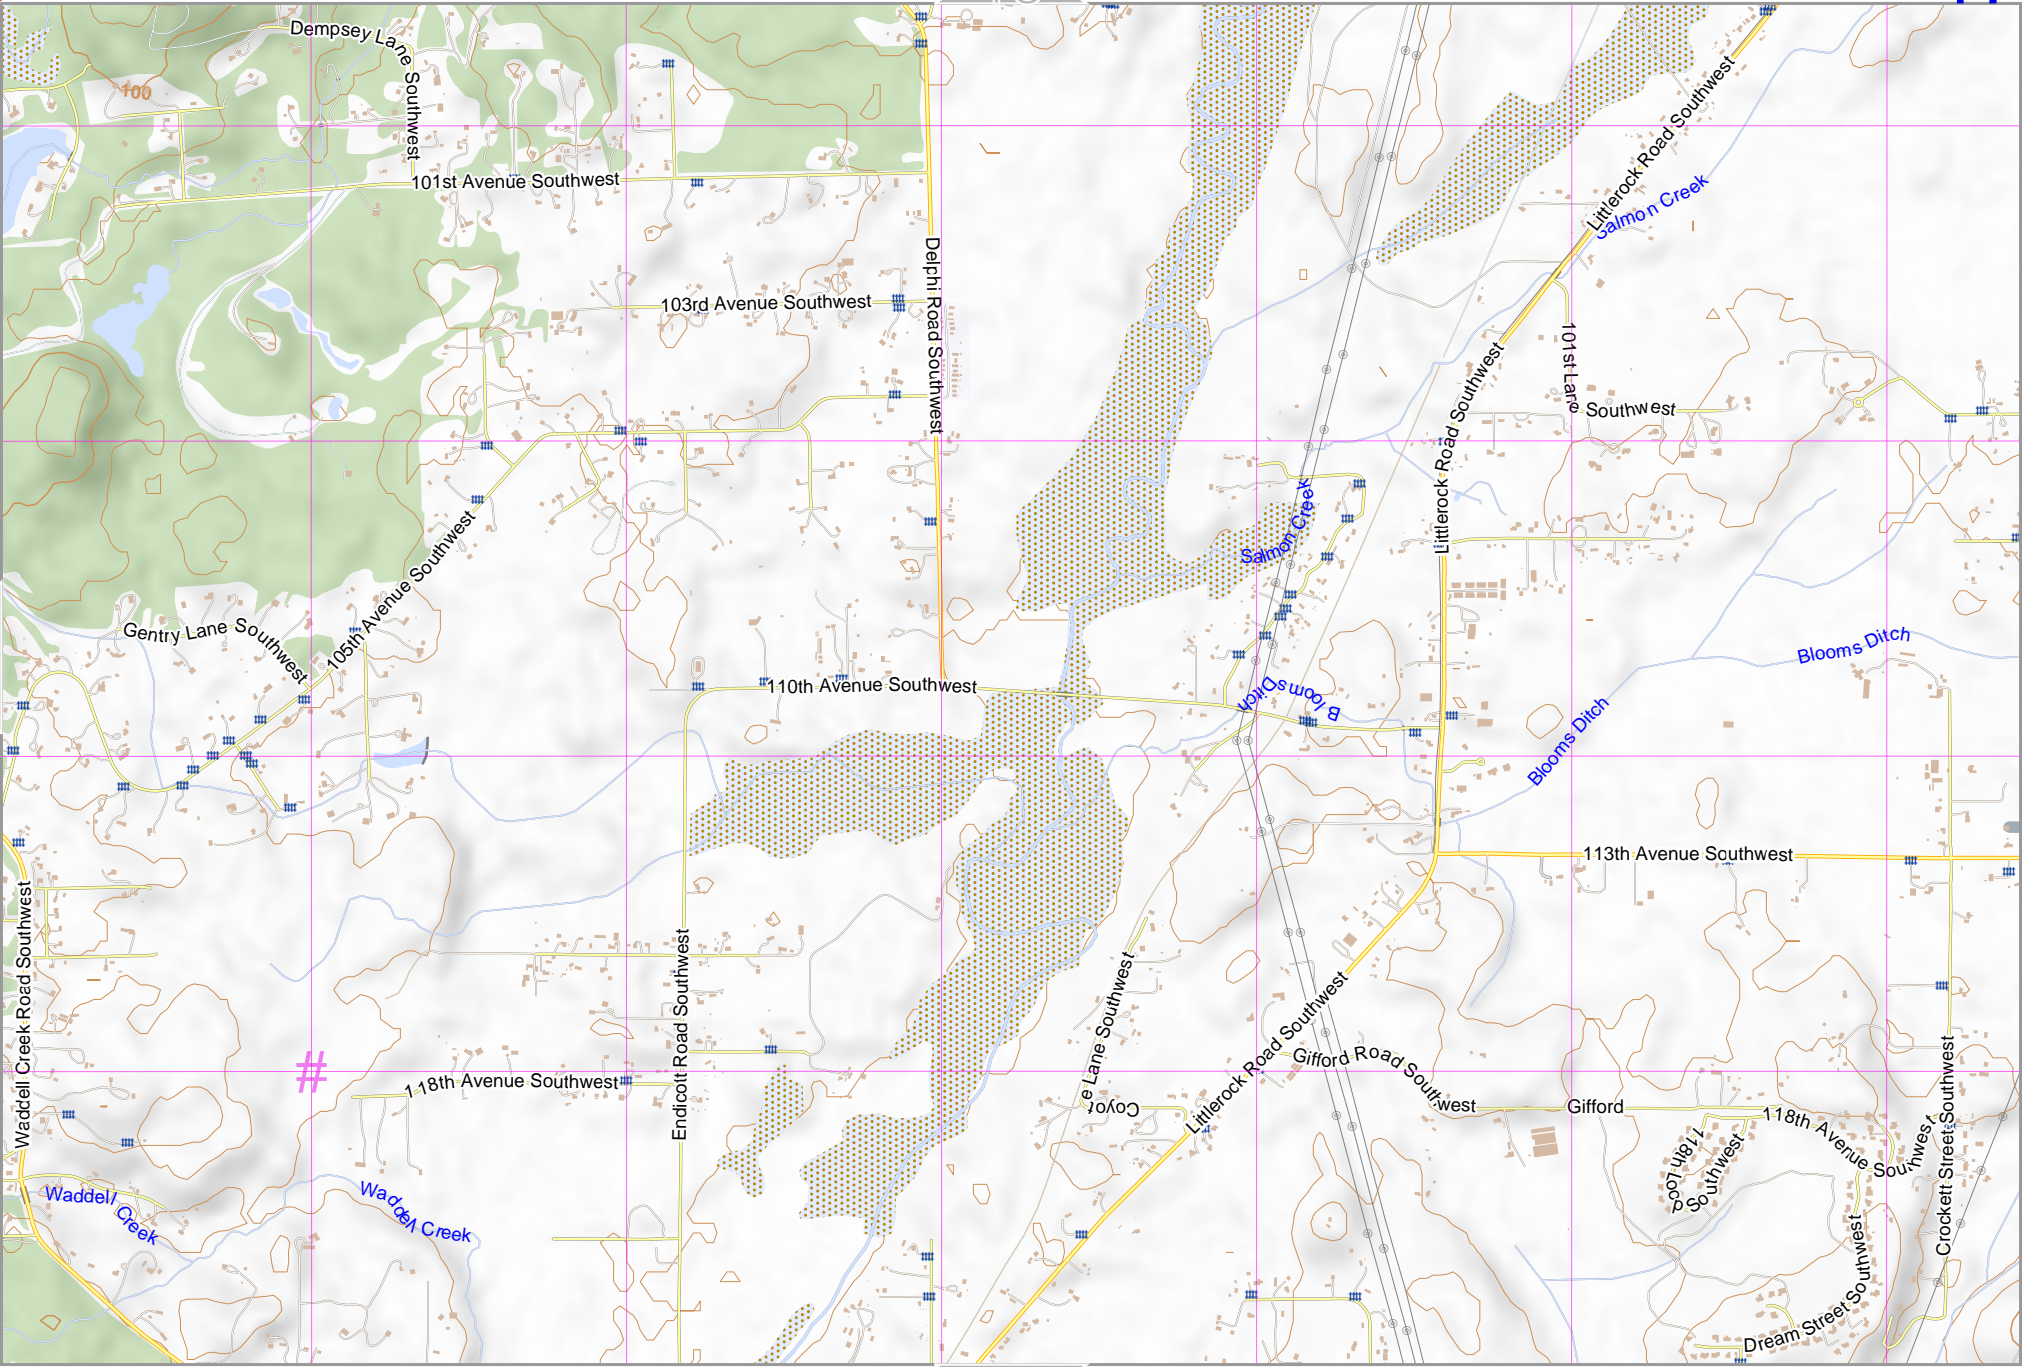 Dempsey Lane Southwest
100
101st Avenue Southwest
Littlerock Road Southwest
Salmon Creek
Delphi Road Southwest
103rd Avenue Southwest
101st Lane Southwest
Littlerock Road Southwest
Salmon Creek
105th Avenue Southwest
Gentry Lane Southwest
Blooms Ditch
110th Avenue Southwest
Blooms Ditch
Blooms Ditch
113th Avenue Southwest
Waddell Creek Road Southwest
Endicott Road Southwest
Coyote Lane Southwest
Littlerock Road Southwest
Gifford Road Southwest
#
118th Avenue Southwest
Gifford
118th Avenue Southwest
118th Loop Southwest
Crockett Street Southwest
Waddell Creek
Waddel Creek
Dream Street Southwest